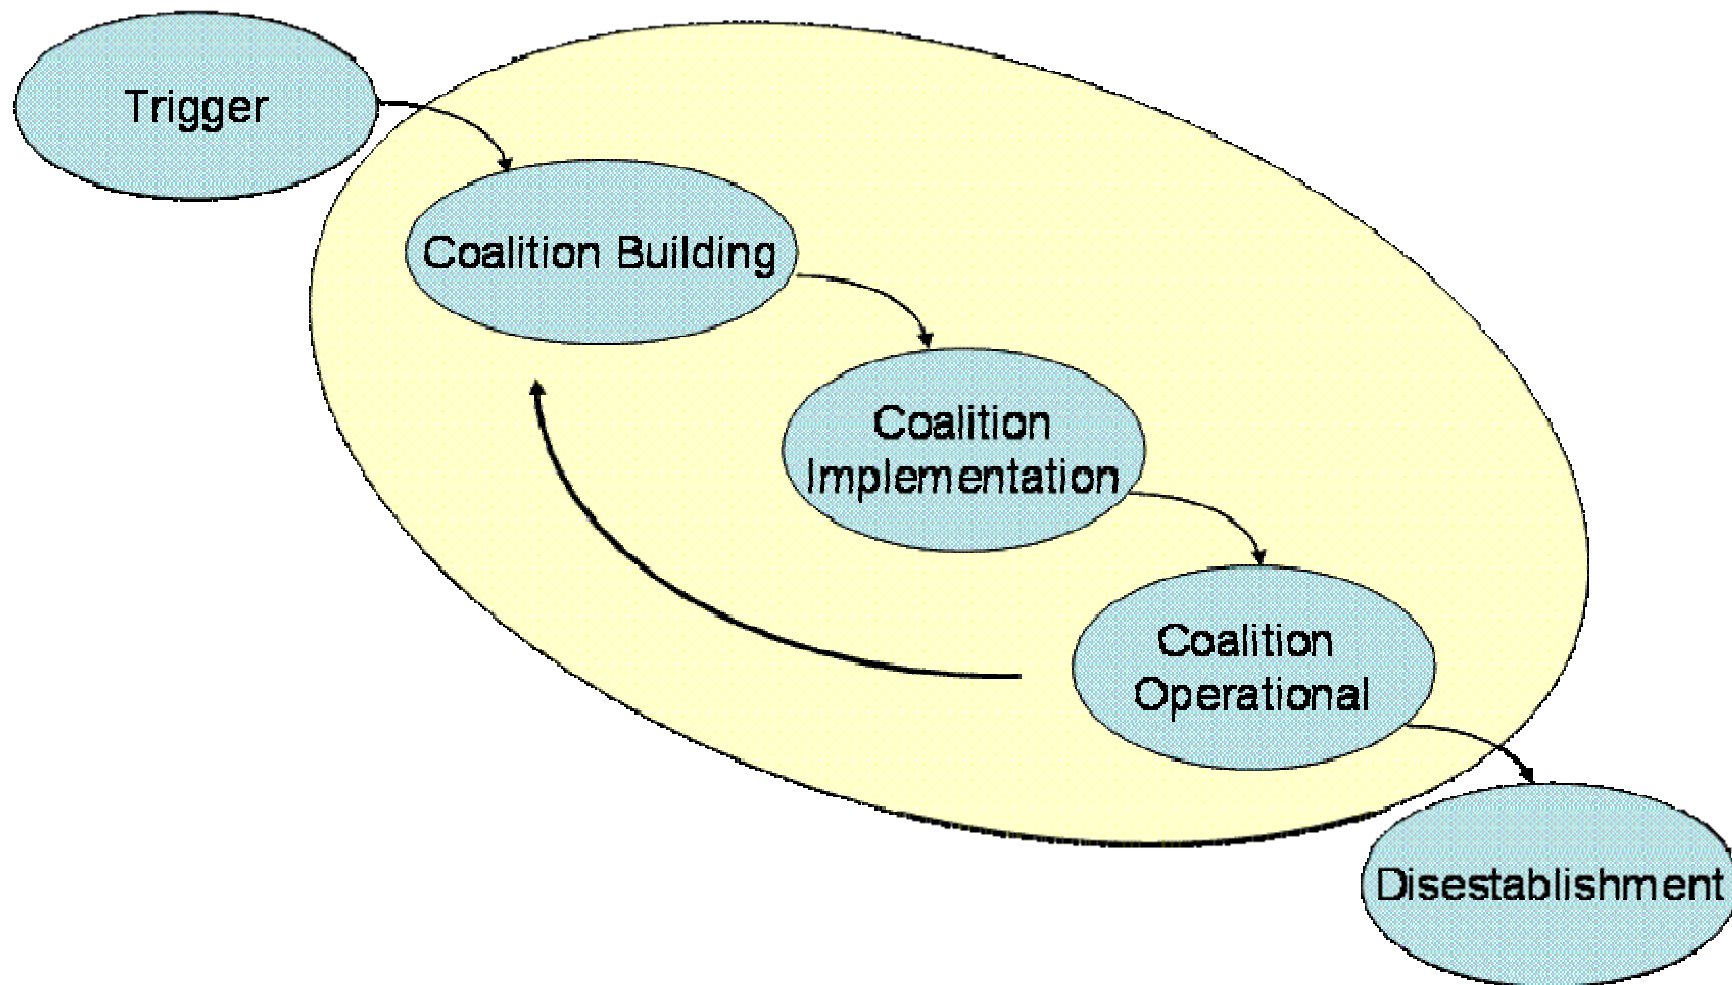 Trigger
Coalition Building
Coalition
Implementation
Coalition
Operational
Disestablishment